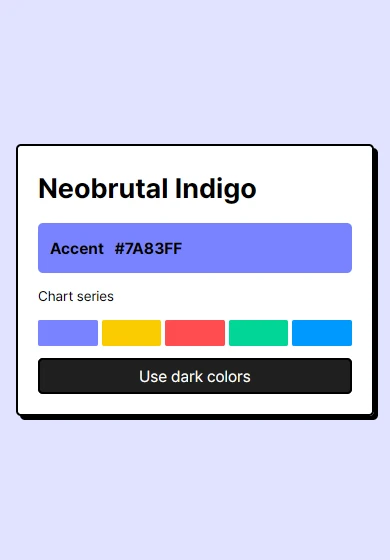 Neobrutal Indigo
Accent #7A83FF
Chart series
Use dark colors